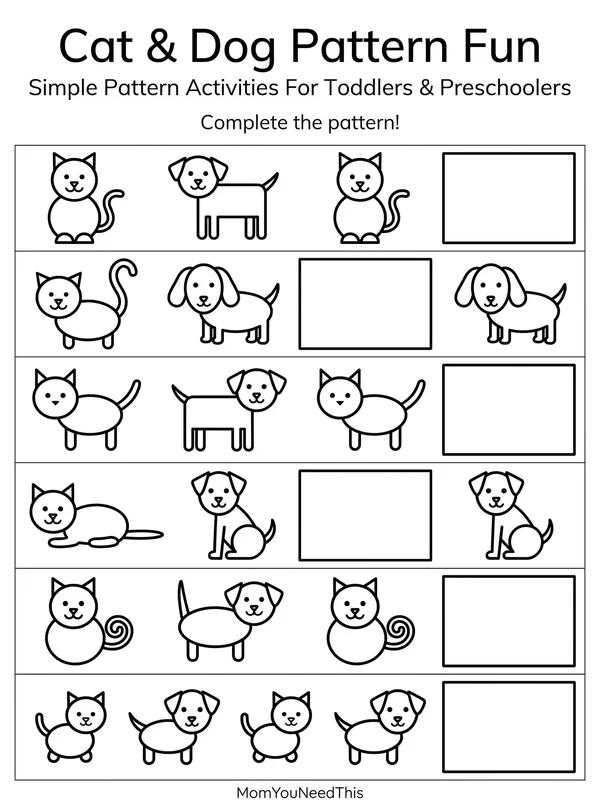 Cat & Dog Pattern Fun
Simple Pattern Activities For Toddlers & Preschoolers
Complete the pattern!
MomYouNeedThis